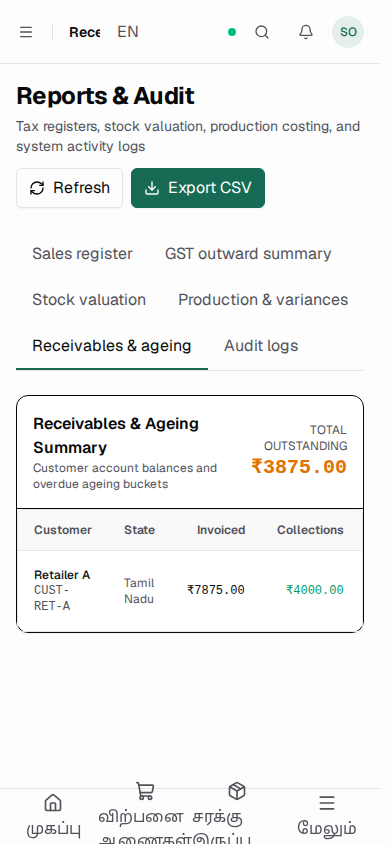 Rece EN SO
Reports & Audit
Tax registers, stock valuation, production costing, and
system activity logs
Refresh Export CSV
Sales register GST outward summary
Stock valuation Production & variances
Receivables & ageing Audit logs
Receivables & Ageing
Summary
Customer account balances and
overdue ageing buckets
TOTAL
OUTSTANDING
₹3875.00
Customer State Invoiced Collections
Retailer A
CUST-
RET-A
Tamil
Nadu
₹7875.00 ₹4000.00
முகப்பு
விற்பனை
ஆணைகள்
சரக்கு
இருப்பு
மேலும்